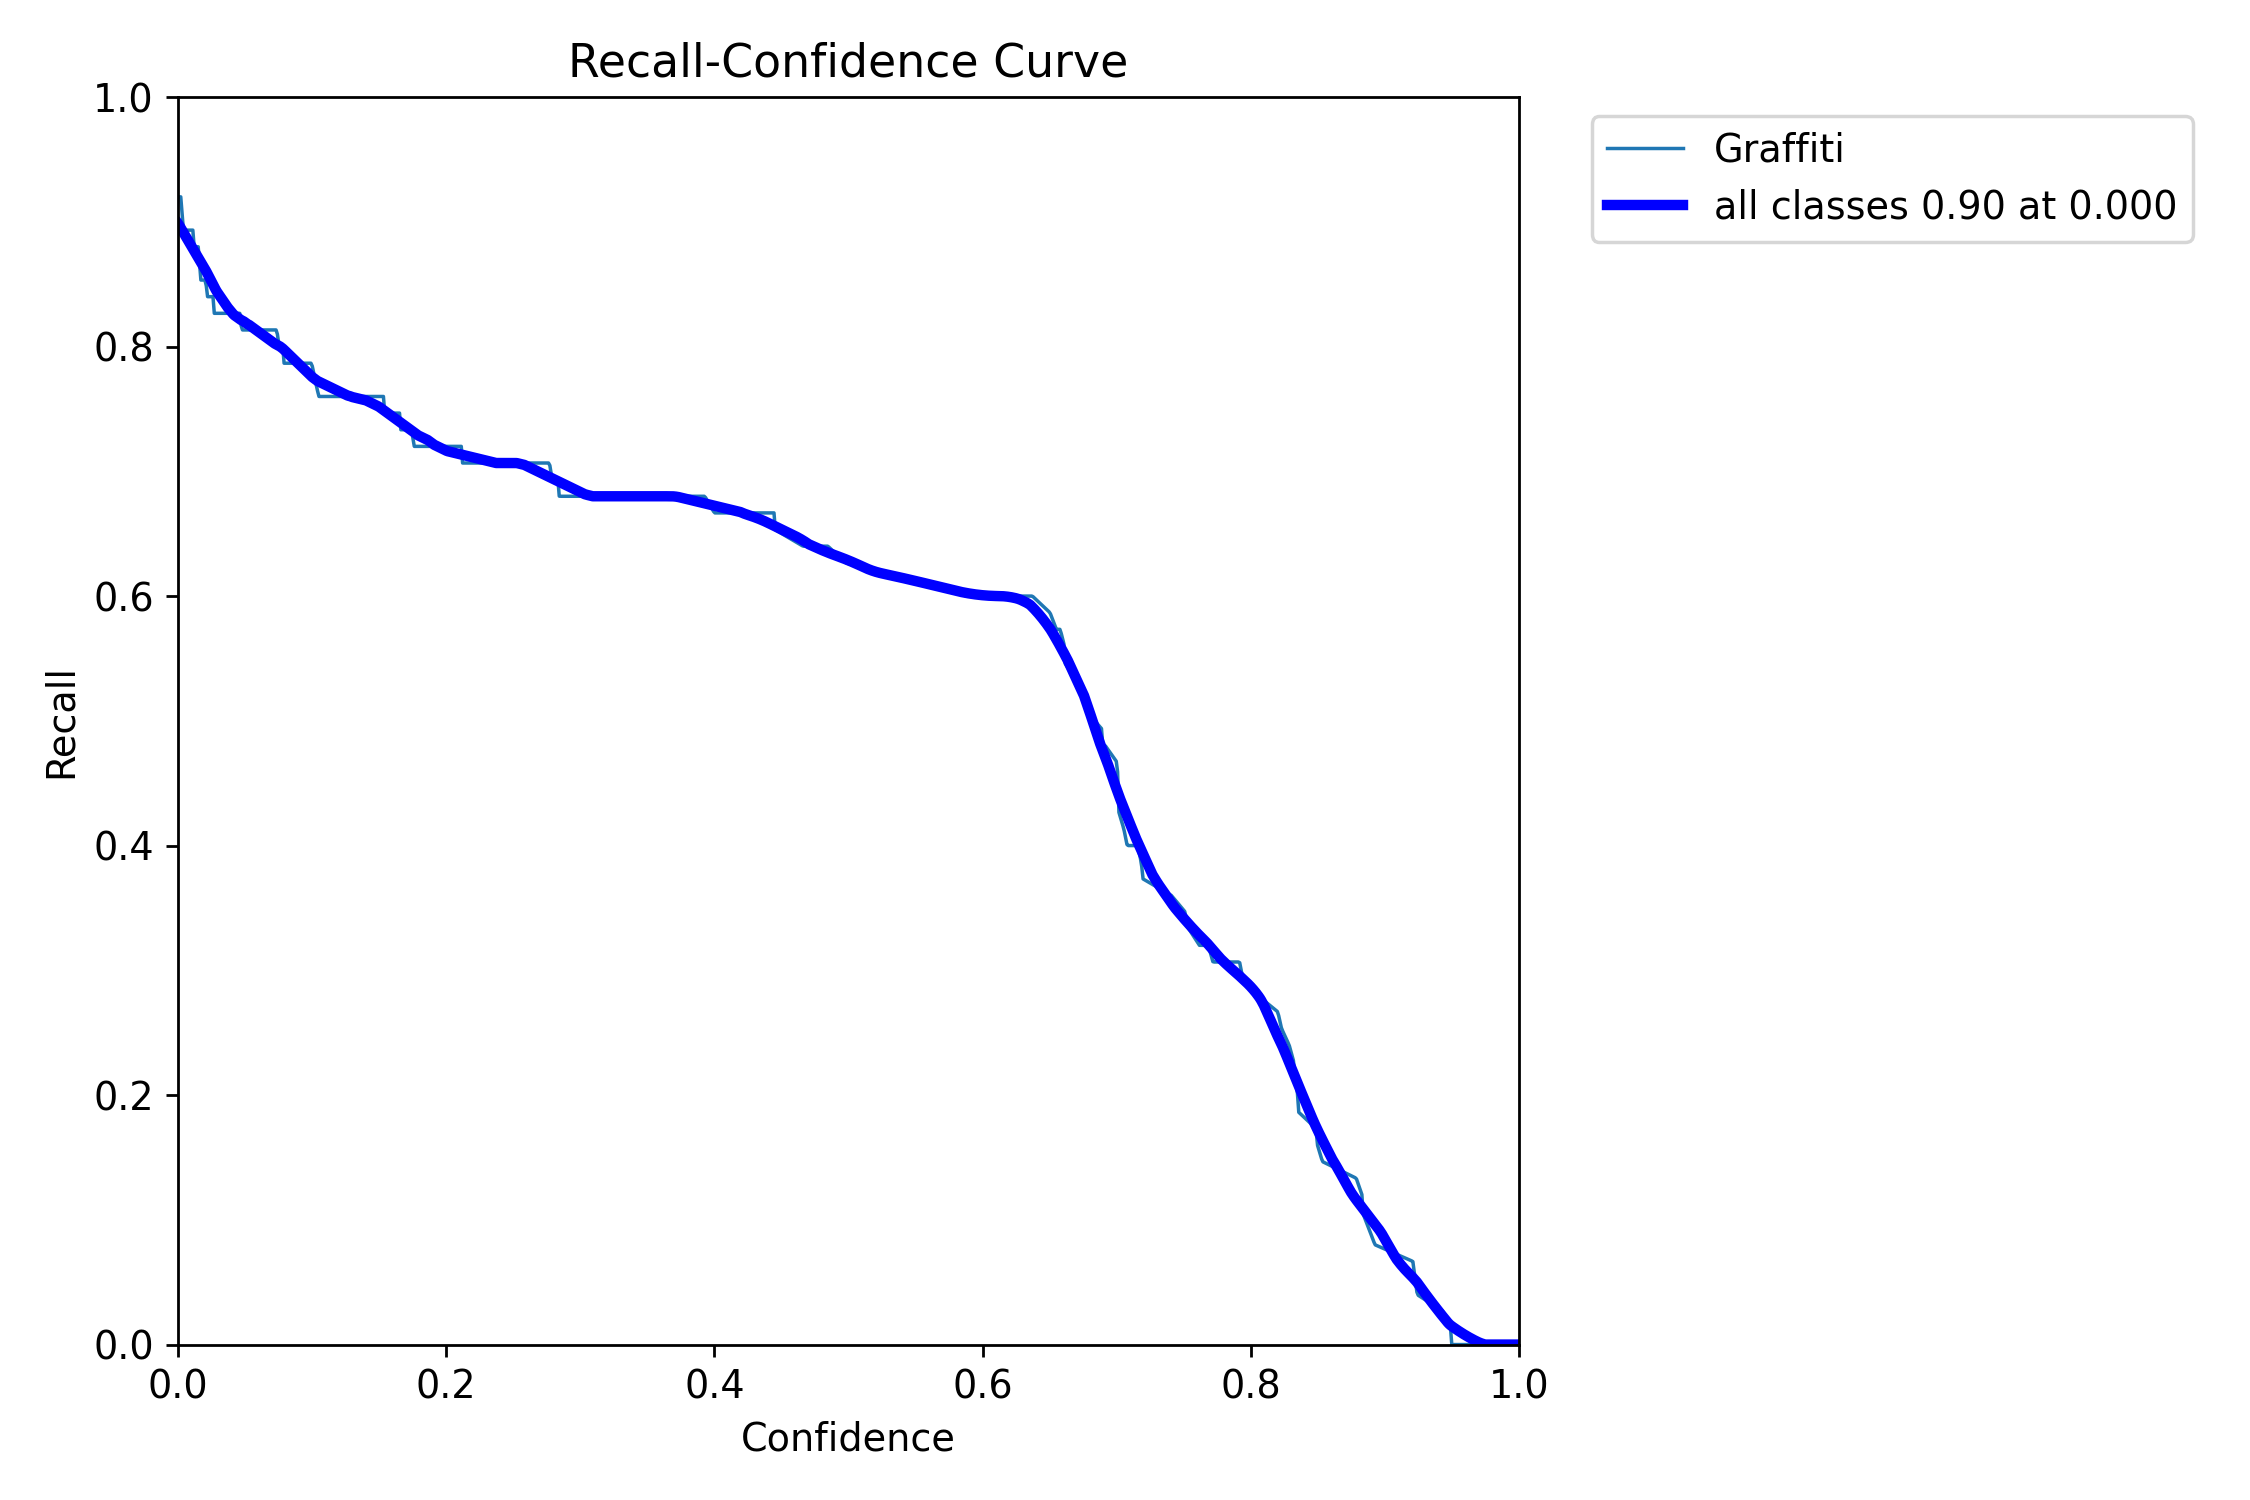 Recall-Confidence Curve
1.0
0.8
0.6
0.4
0.2
0.0
Recall
0.0 0.2 0.4 0.6 0.8 1.0
Confidence
Graffiti
all classes 0.90 at 0.000